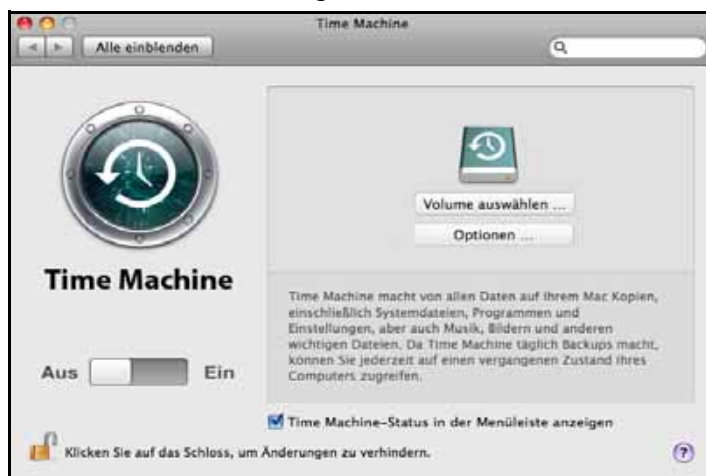 Time Machine
Alle einblenden
Volume auswählen ...
Optionen ...
Time Machine
Time Machine macht von allen Daten auf Ihrem Mac Kopien,
einschließlich Systemdateien, Programmen und
Einstellungen, aber auch Musik, Bildern und anderen
wichtigen Dateien. Da Time Machine täglich Backups macht,
können Sie jederzeit auf einen vergangenen Zustand Ihres
Computers zugreifen.
Aus Ein
Time Machine-Status in der Menüleiste anzeigen
Klicken Sie auf das Schloss, um Änderungen zu verhindern.
?